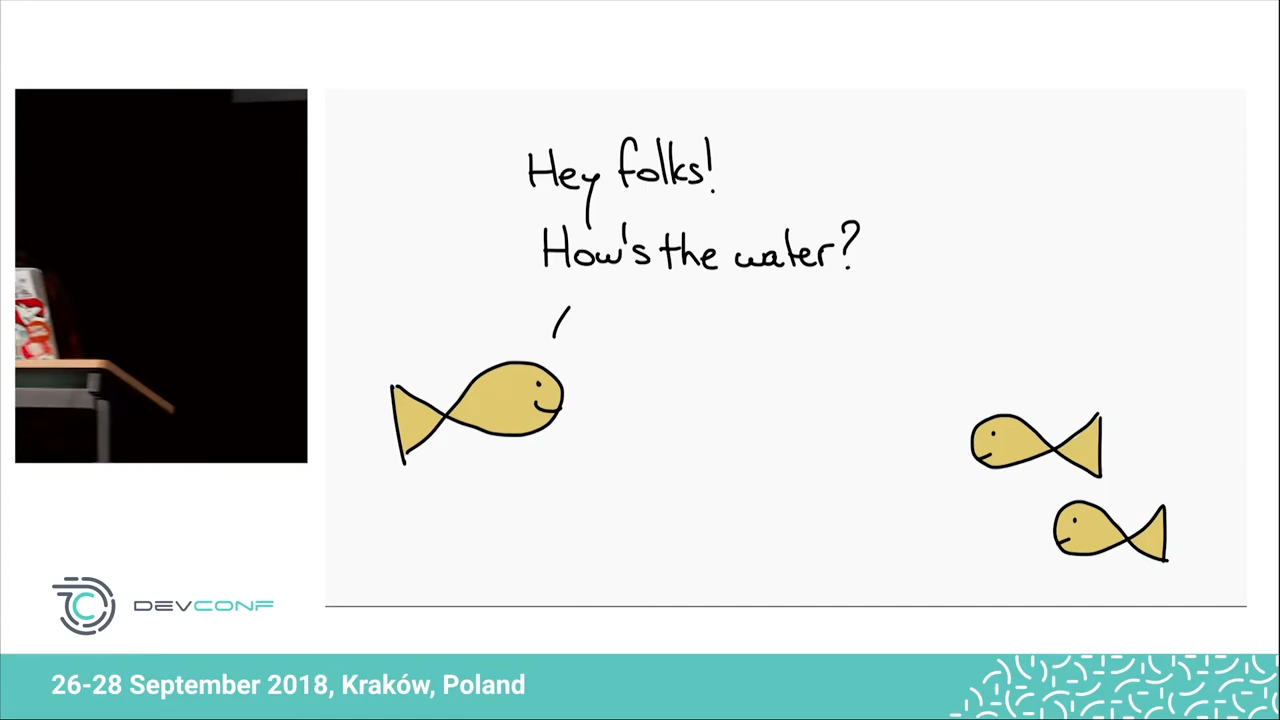 Hey folks!
How's the water?
DEVCONF
26-28 September 2018, Kraków, Poland